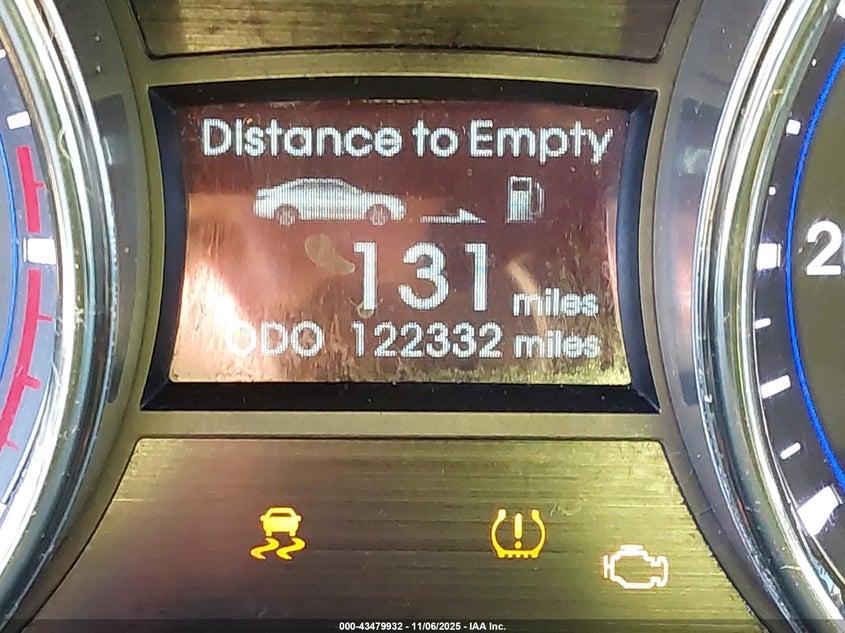 Distance to Empty
131 miles
ODO 122332 miles
000-43479932 - 11/06/2025 - IAA Inc.